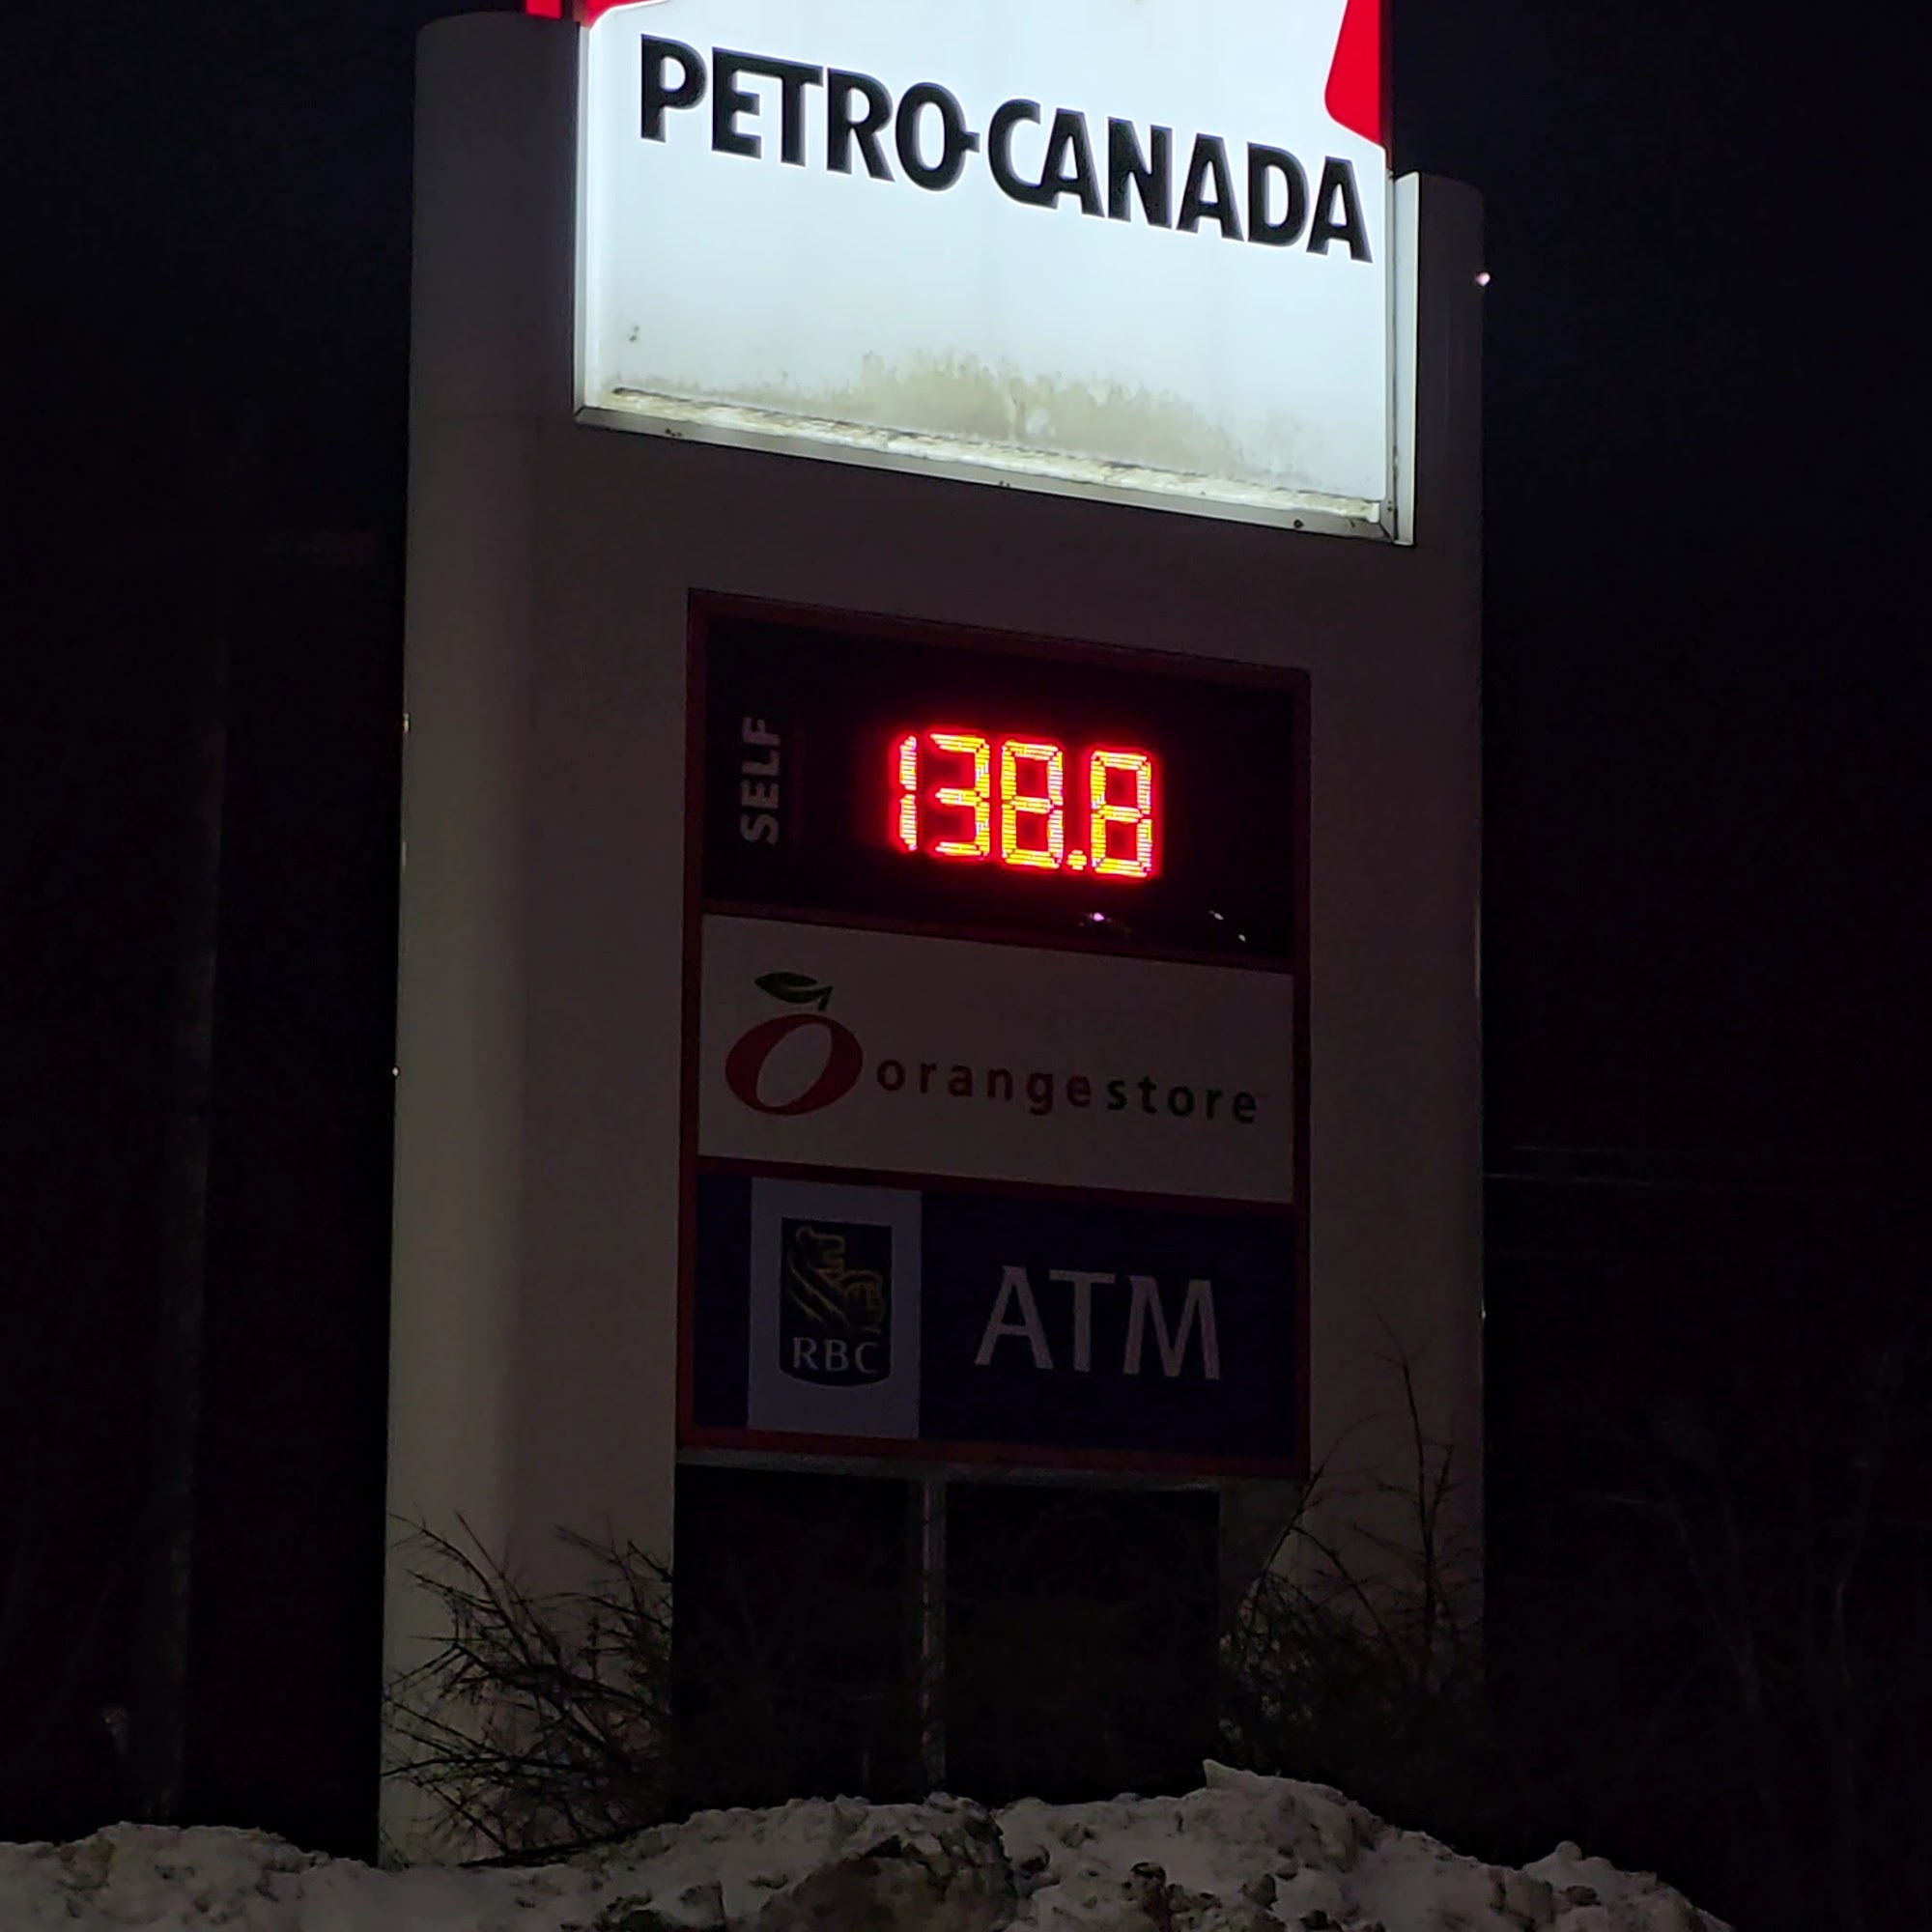 PETRO-CANADA
SELF
138.8
orangestore
RBC
ATM